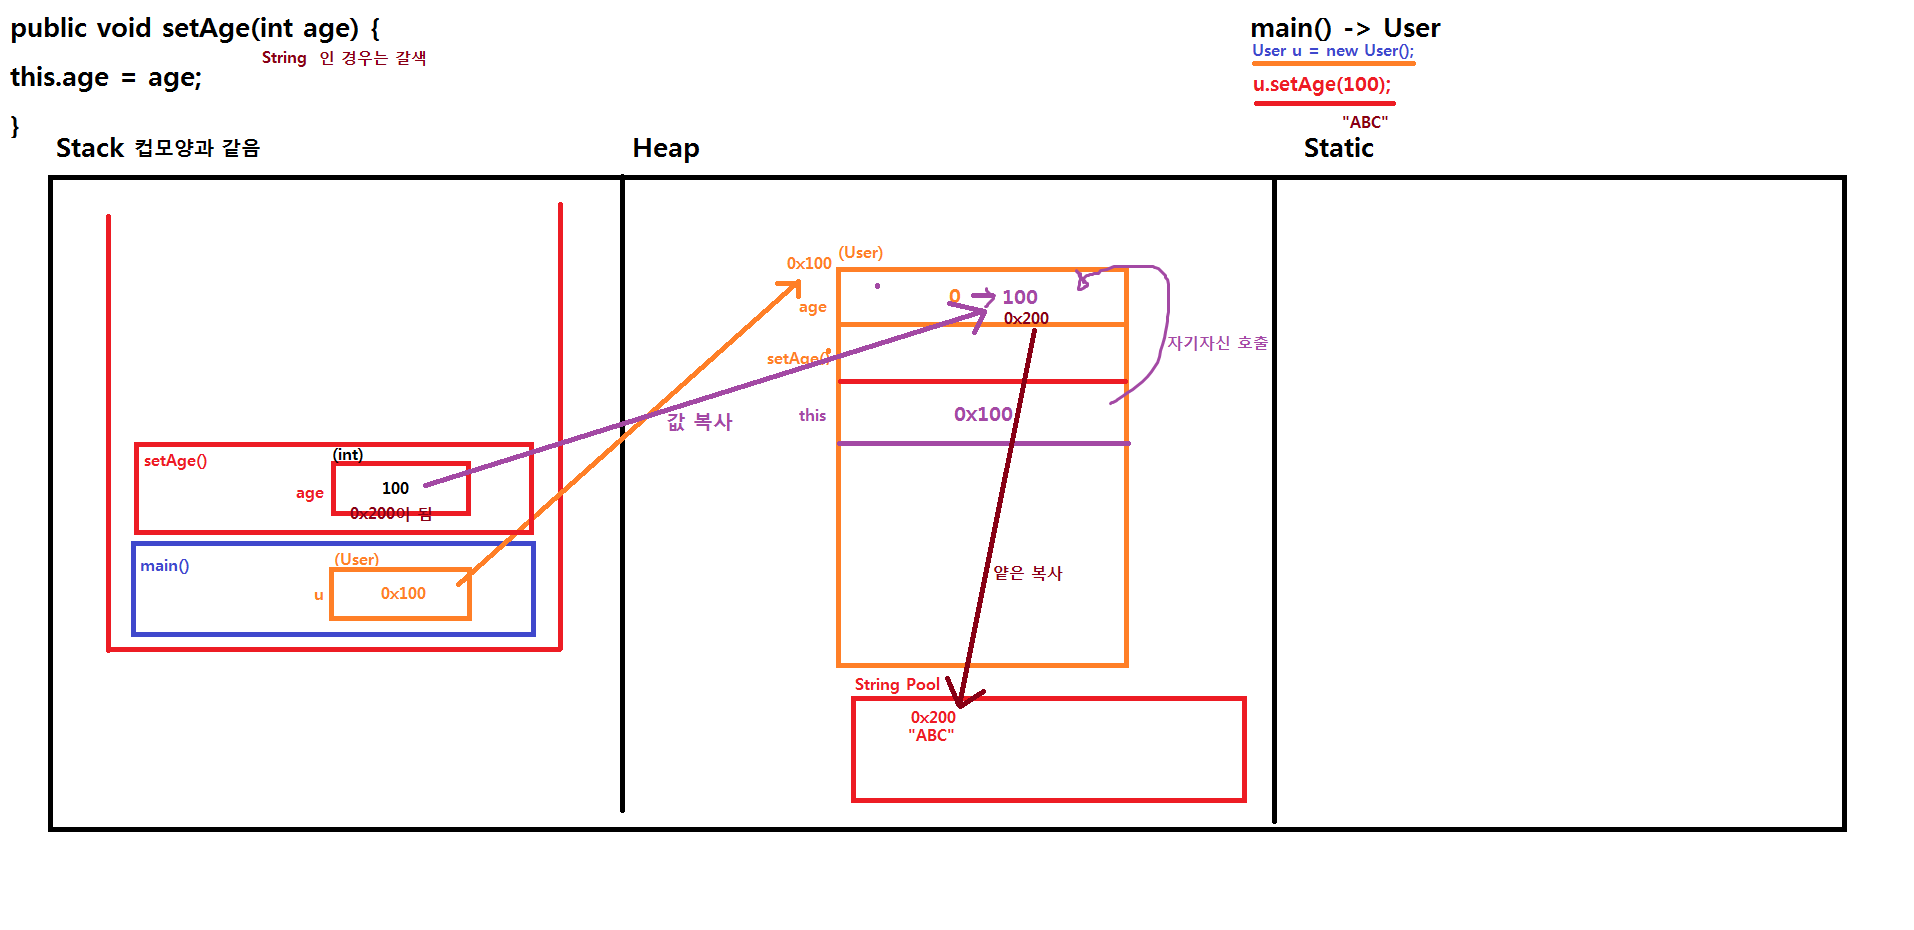 public void setAge(int age) {
String 인 경우는 갈색
this.age = age;
}
main() -> User
User u = new User();
u.setAge(100);
"ABC"
Stack 컵모양과 같음
Heap
Static
setAge()
(int)
age
100
0x200이 됨
main()
(User)
u
0x100
값 복사
0x100
(User)
age
0
100
0x200
setAge()
this
0x100
자기자신 호출
얕은 복사
String Pool
0x200
"ABC"